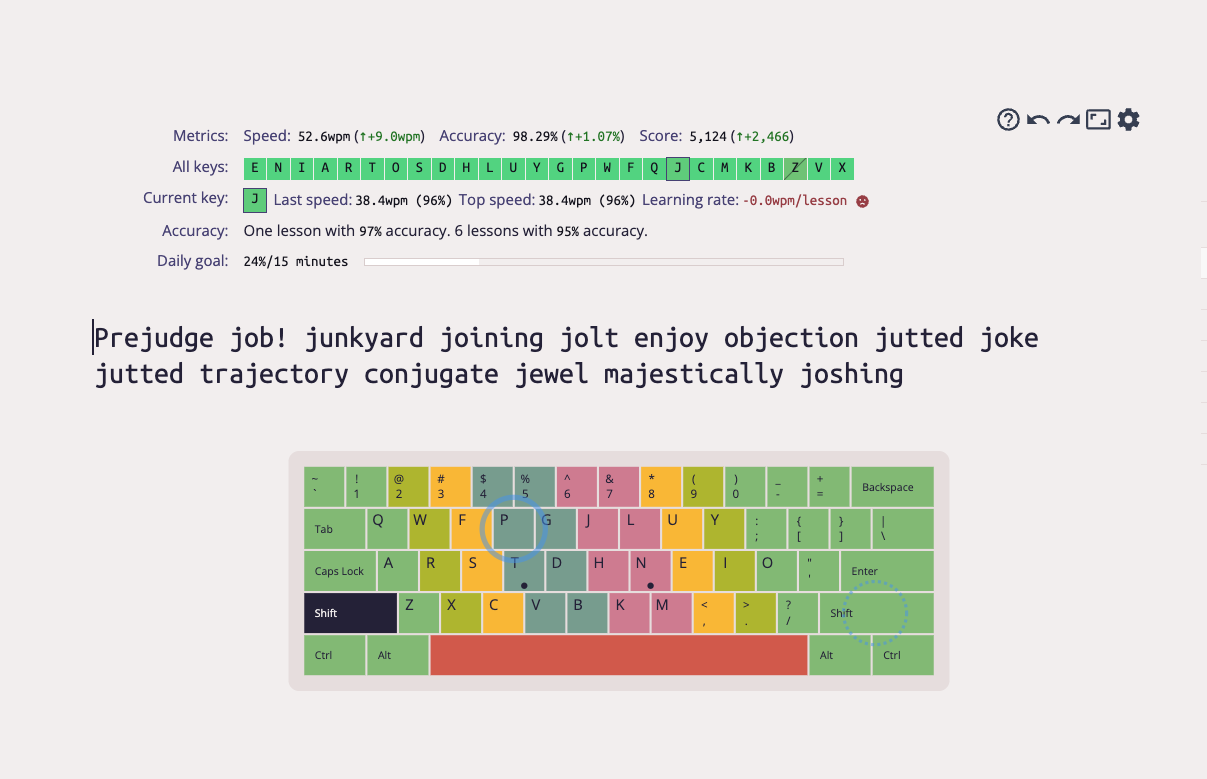 Metrics: Speed: 52.6wpm (↑+9.0wpm) Accuracy: 98.29% (↑+1.07%) Score: 5,124 (↑+2,466)
All keys: E N I A R T O S D H L U Y G P W F Q J C M K B Z V X
Current key: J Last speed: 38.4wpm (96%) Top speed: 38.4wpm (96%) Learning rate: -0.0wpm/lesson
Accuracy: One lesson with 97% accuracy. 6 lessons with 95% accuracy.
Daily goal: 24%/15 minutes
Prejudge job! junkyard joining jolt enjoy objection jutted joke
jutted trajectory conjugate jewel majestically joshing
~ ! @ # $ % ^ & * ( ) _ +
` 1 2 3 4 5 6 7 8 9 0 - = Backspace
Tab Q W F P G J L U Y : ; { [ } ] | \
Caps Lock A R S T D H N E I O " ' Enter
Shift Z X C V B K M < , > . ? / Shift
Ctrl Alt Alt Ctrl